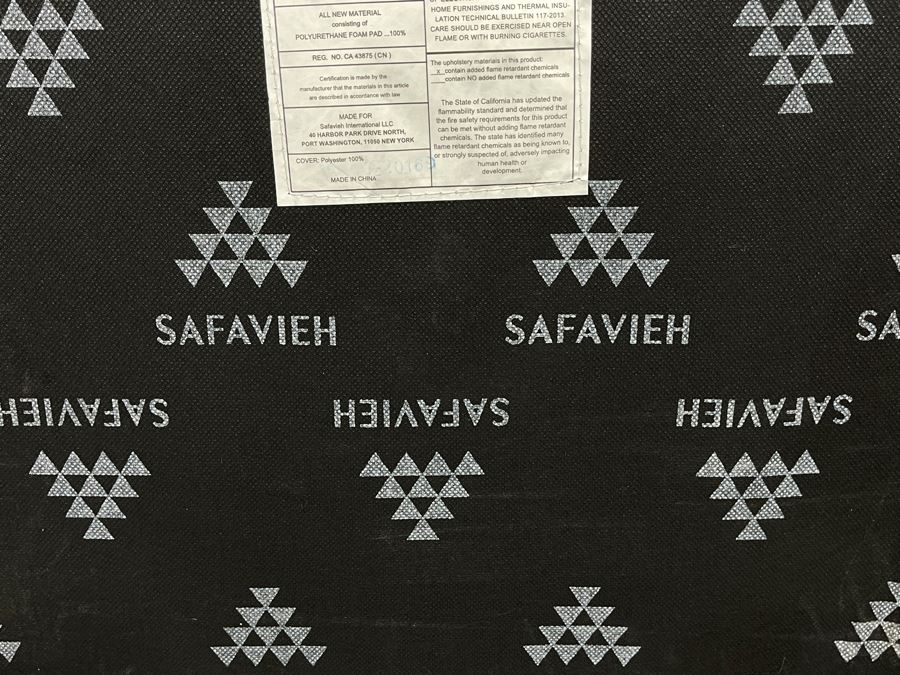 ALL NEW MATERIAL
consisting of
POLYURETHANE FOAM PAD ...100%
REG. NO. CA 43875 (CN )
Certification is made by the
manufacturer that the materials in this article
are described in accordance with law
MADE FOR
Safavieh International LLC
40 HARBOR PARK DRIVE NORTH,
PORT WASHINGTON, 11050 NEW YORK
COVER: Polyester 100%
MADE IN CHINA
HOME FURNISHINGS AND THERMAL INSU-
LATION TECHNICAL BULLETIN 117-2013.
CARE SHOULD BE EXERCISED NEAR OPEN
FLAME OR WITH BURNING CIGARETTES.
The upholstery materials in this product:
x contain added flame retardant chemicals
contain NO added flame retardant chemicals
The State of California has updated the
flammability standard and determined that
the fire safety requirements for this product
can be met without adding flame retardant
chemicals. The state has identified many
flame retardant chemicals as being known to,
or strongly suspected of, adversely impacting
human health or
development.
SAFAVIEH SAFAVIEH SA
SAFAVIEH SAFAVIEH SAFAVIEH